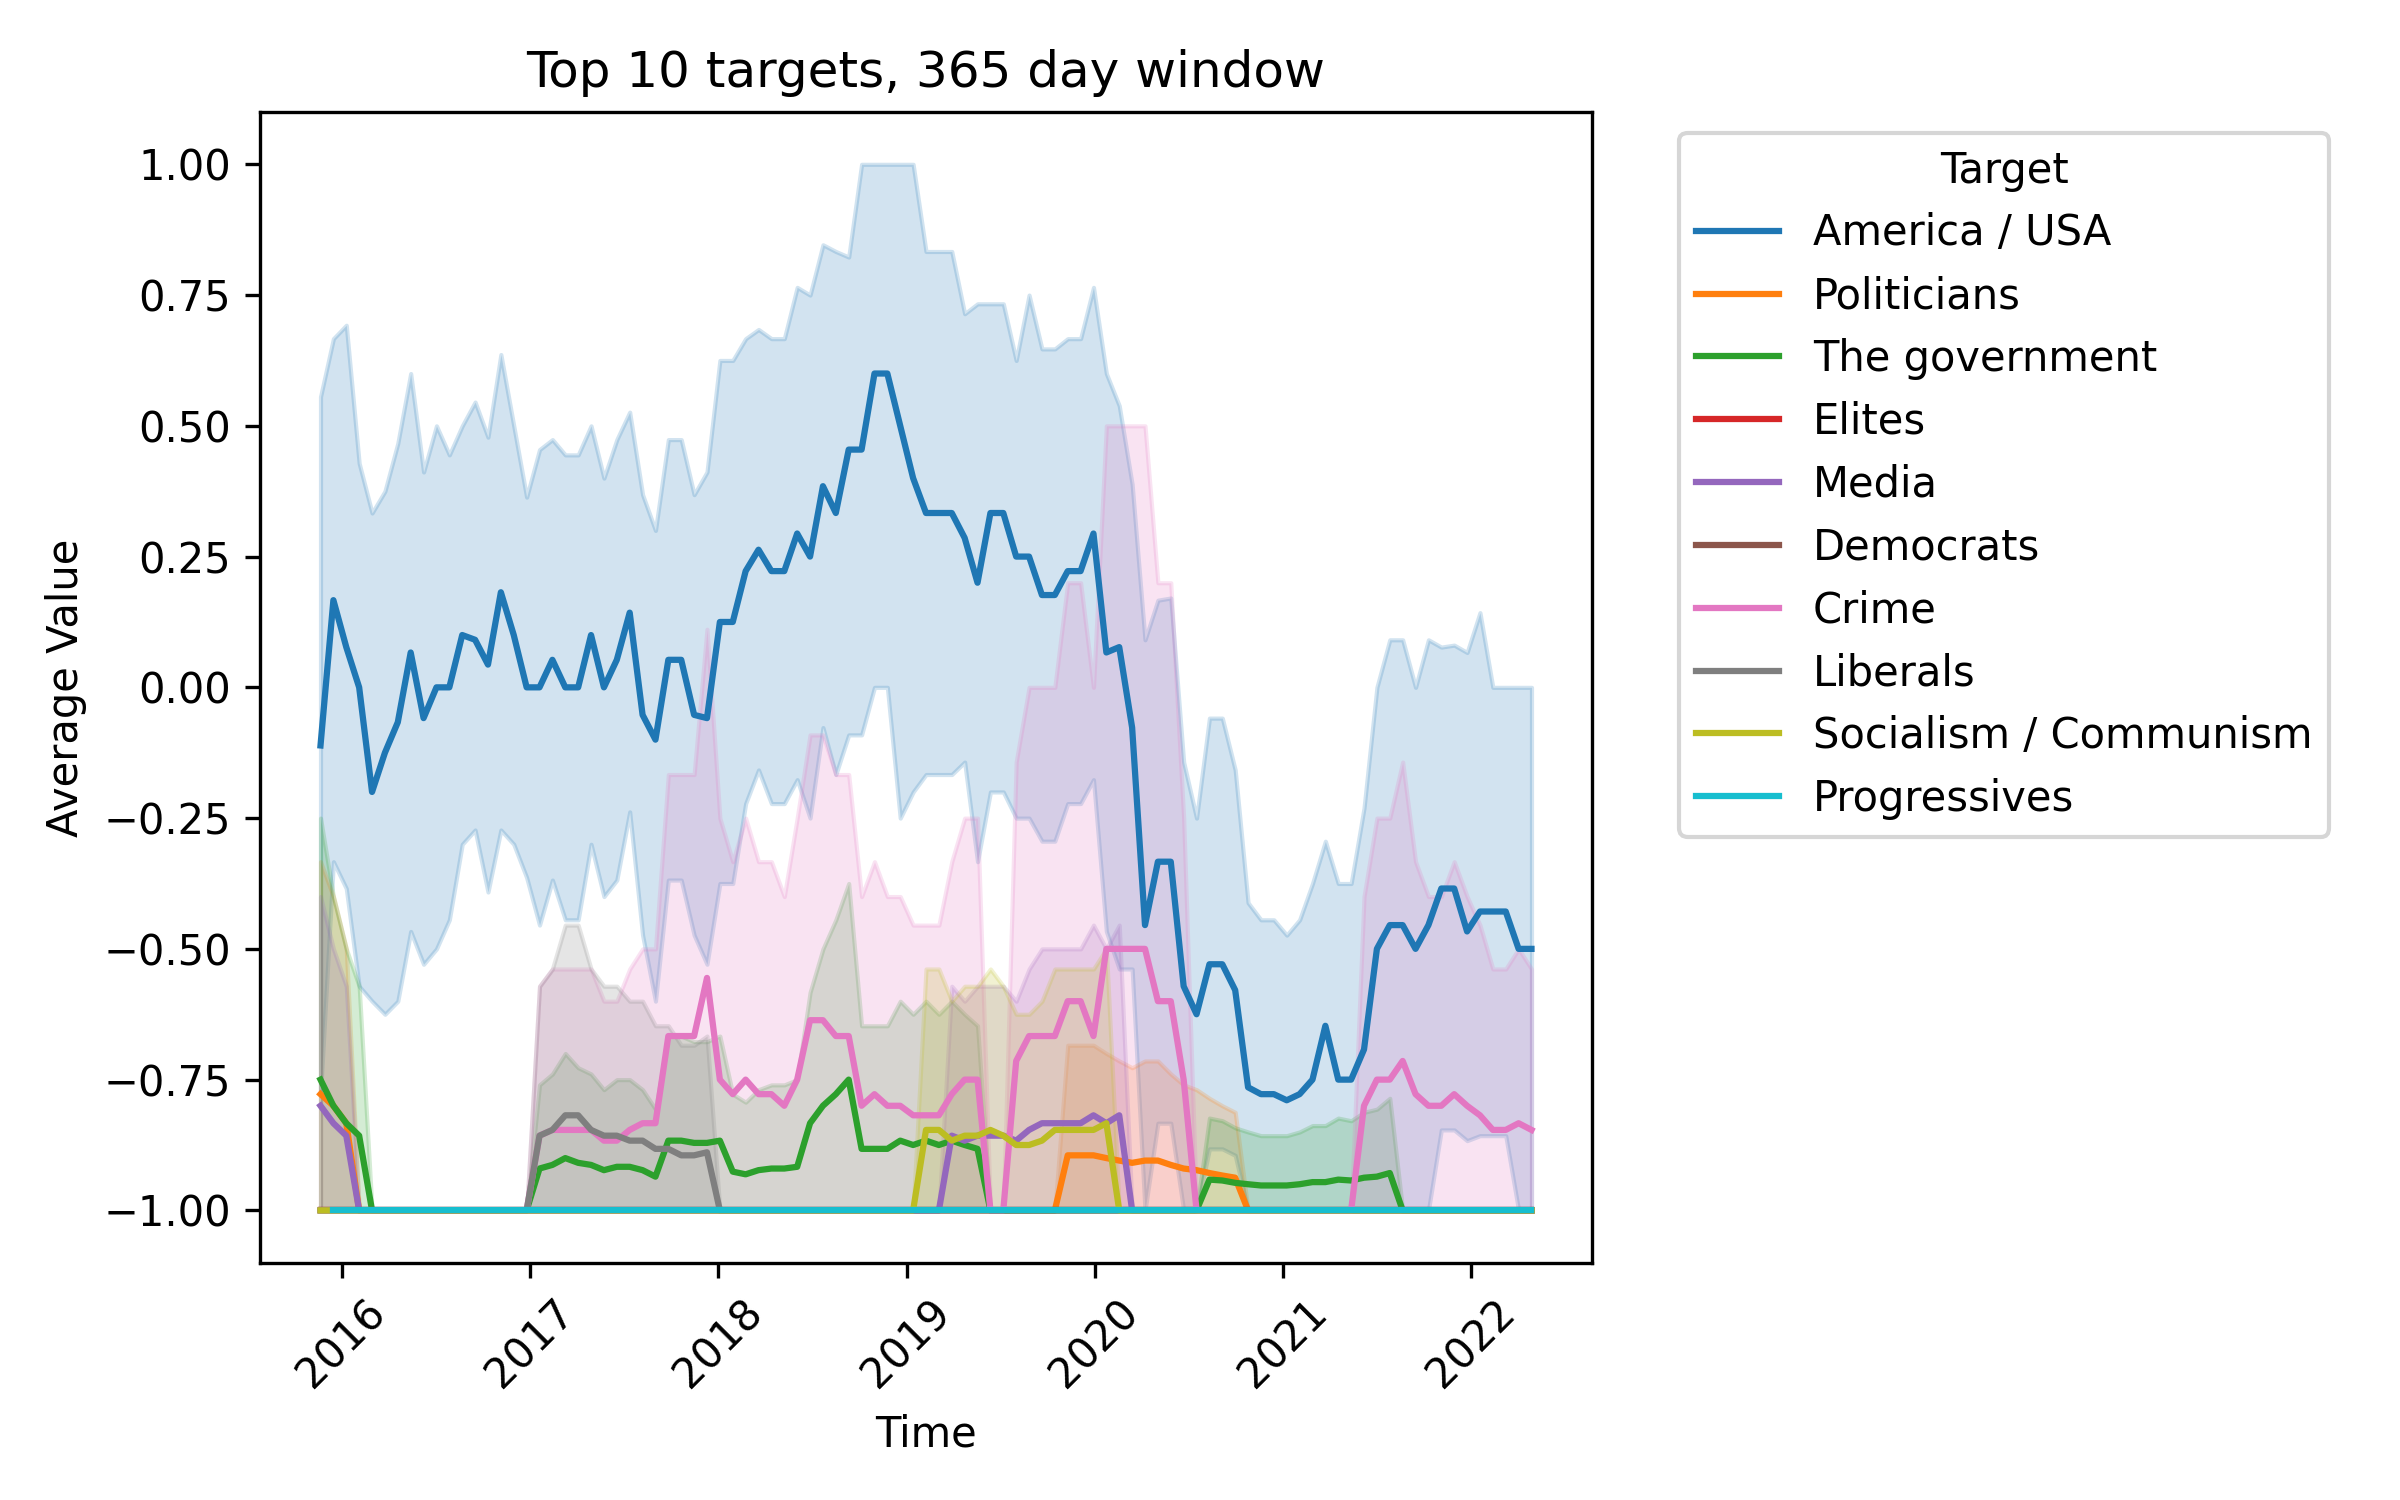 Top 10 targets, 365 day window
Average Value
1.00
0.75
0.50
0.25
0.00
−0.25
−0.50
−0.75
−1.00
2016
2017
2018
2019
2020
2021
2022
Time
Target
America / USA
Politicians
The government
Elites
Media
Democrats
Crime
Liberals
Socialism / Communism
Progressives